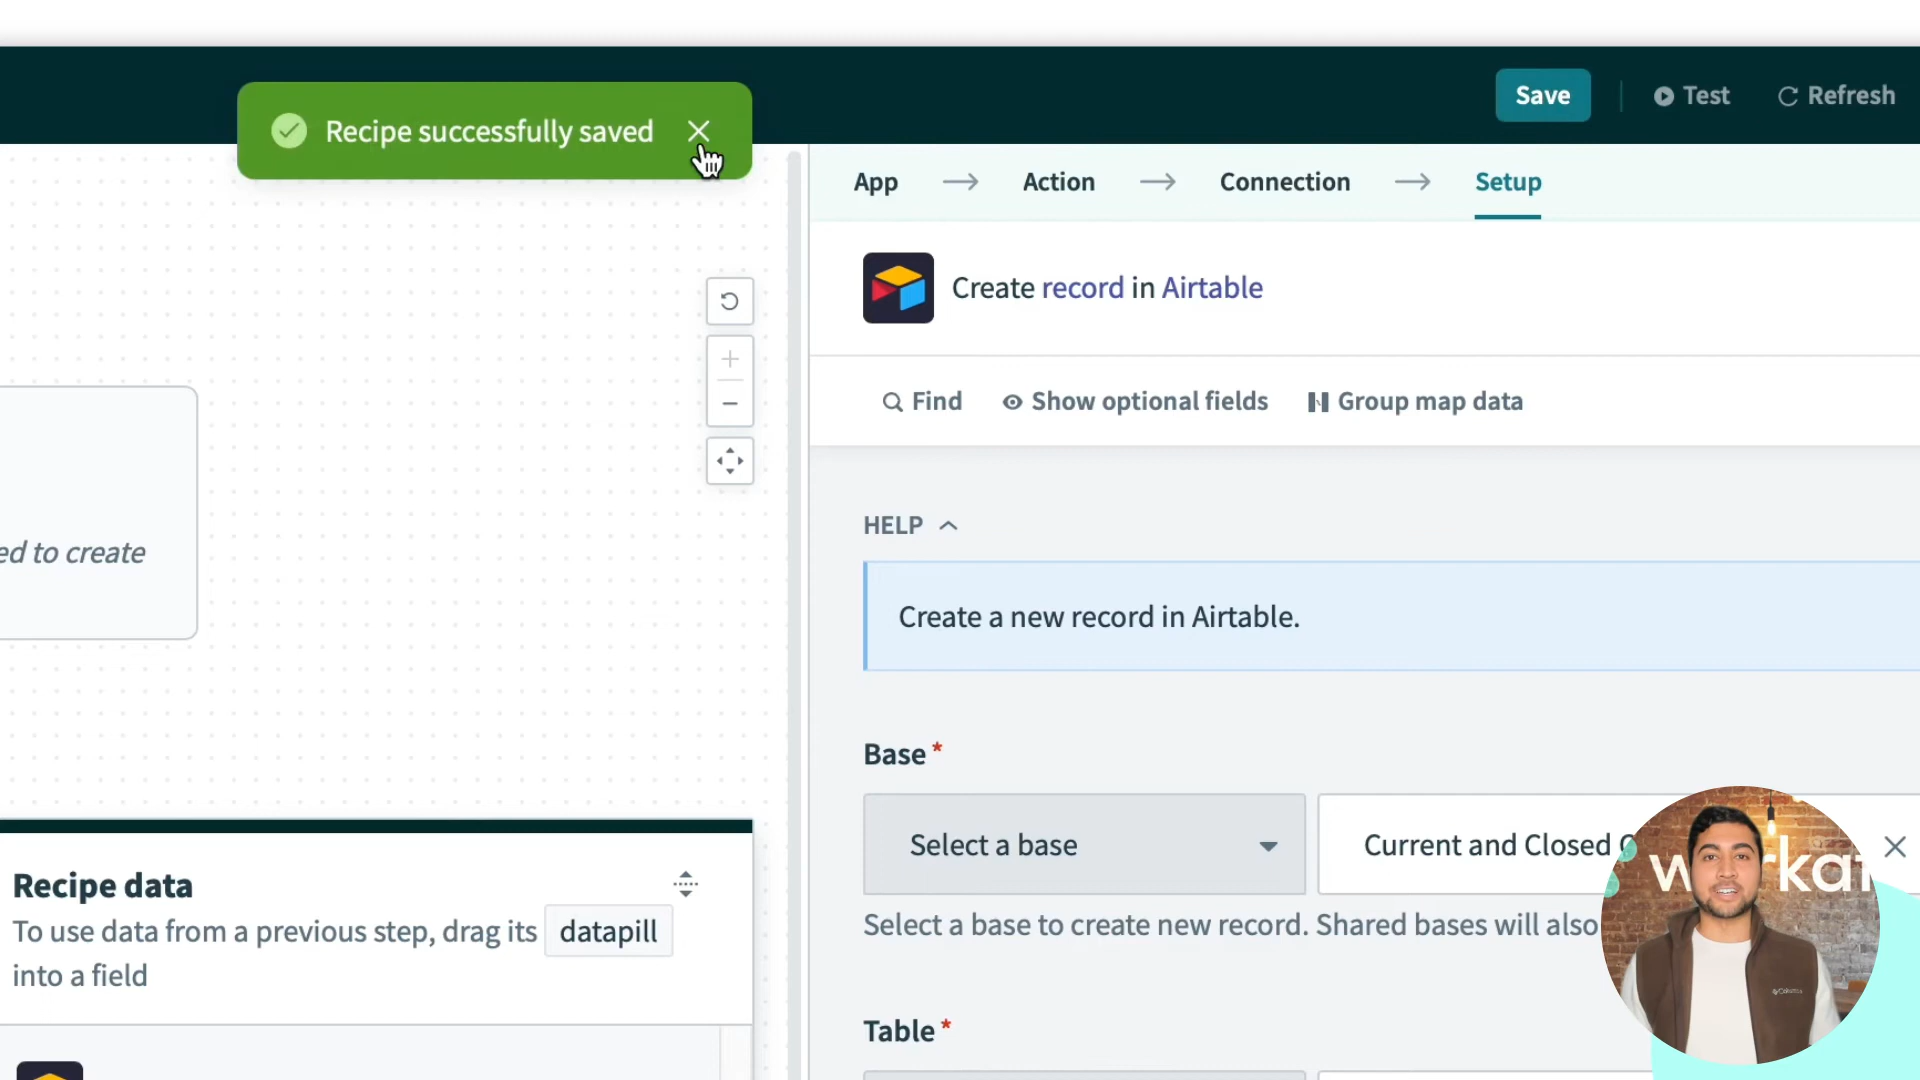 Save
Test
Refresh
Recipe successfully saved
App
Action
Connection
Setup
Create record in Airtable
Find
Show optional fields
Group map data
HELP
ed to create
Create a new record in Airtable.
Base *
Select a base
Current and Closed
Select a base to create new record. Shared bases will also
Recipe data
To use data from a previous step, drag its datapill
into a field
Table *